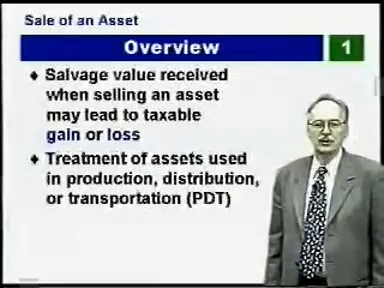 Sale of an Asset
Overview
1
♦ Salvage value received
when selling an asset
may lead to taxable
gain or loss
♦ Treatment of assets used
in production, distribution,
or transportation (PDT)